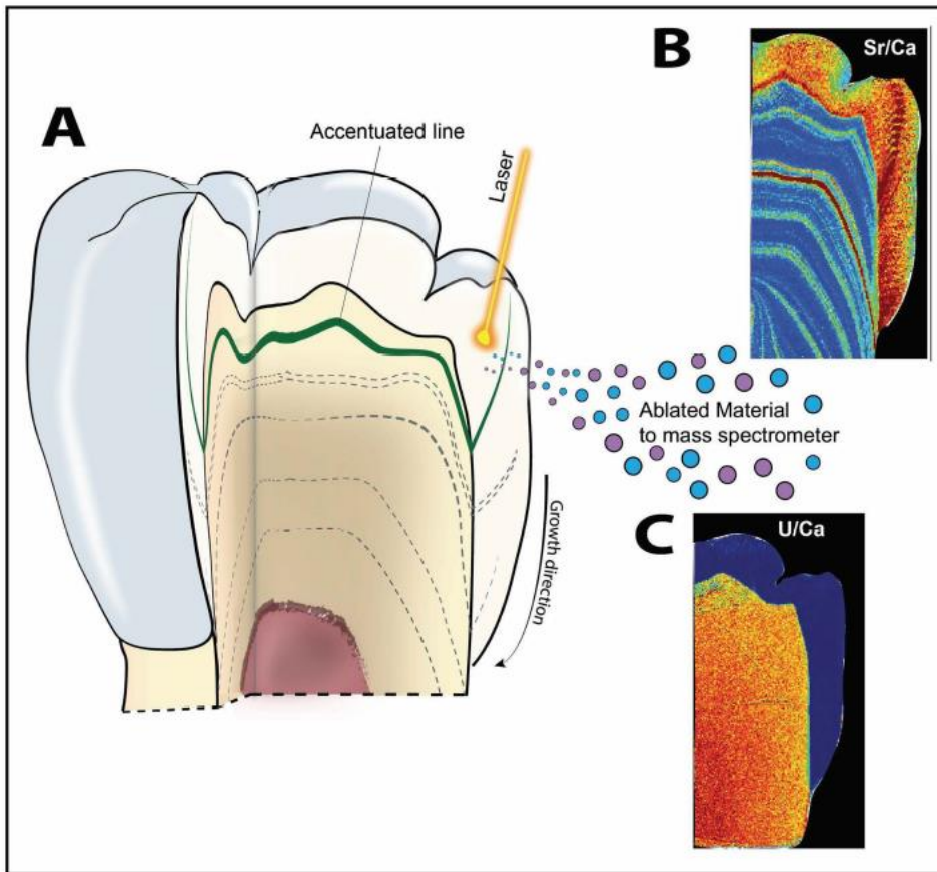 A
Accentuated line
Laser
B
Sr/Ca
Ablated Material
to mass spectrometer
Growth direction
C
U/Ca